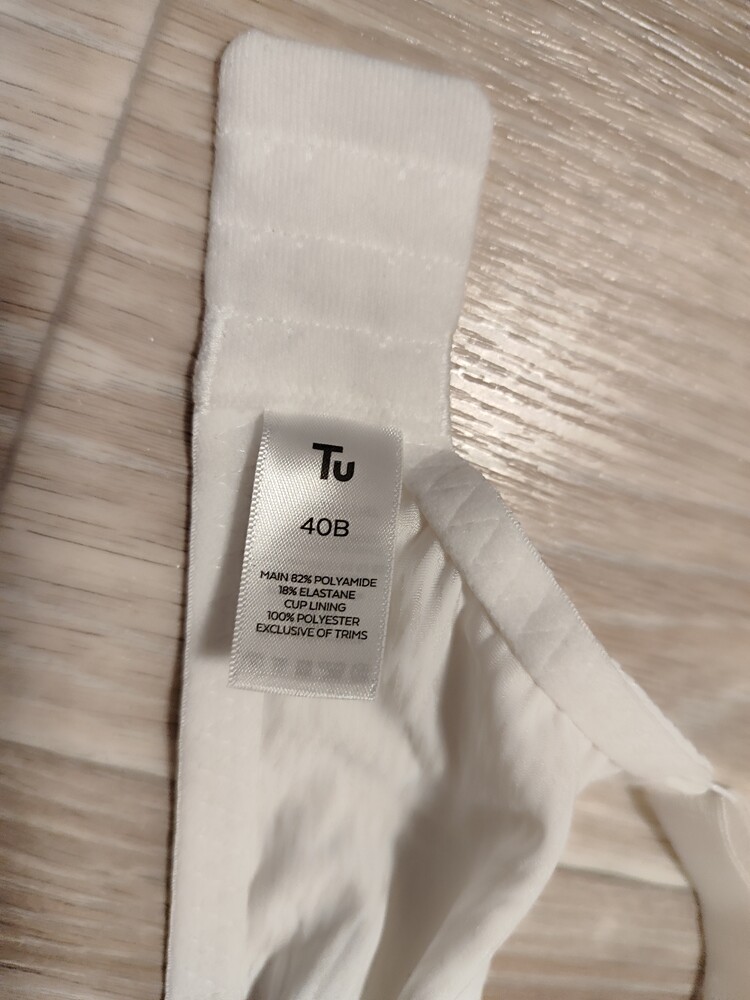 Tu
40B
MAIN 82% POLYAMIDE
18% ELASTANE
CUP LINING
100% POLYESTER
EXCLUSIVE OF TRIMS